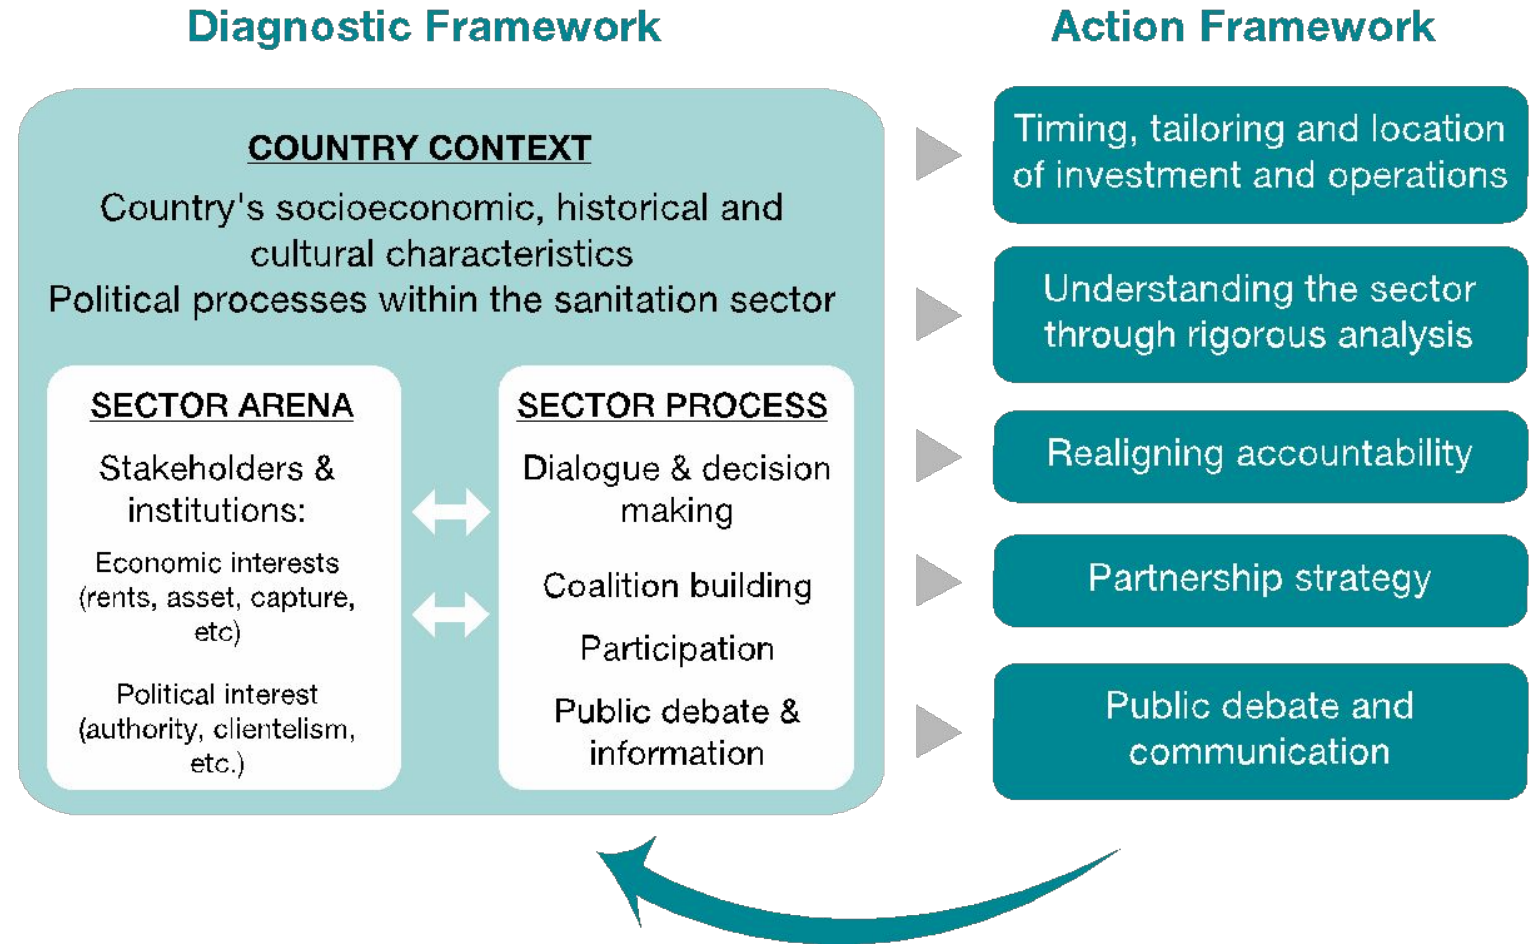 Diagnostic Framework
Action Framework
COUNTRY CONTEXT
Country's socioeconomic, historical and
cultural characteristics
Political processes within the sanitation sector
SECTOR ARENA
Stakeholders &
institutions:
Economic interests
(rents, asset, capture,
etc)
Political interest
(authority, clientelism,
etc.)
SECTOR PROCESS
Dialogue & decision
making
Coalition building
Participation
Public debate &
information
Timing, tailoring and location
of investment and operations
Understanding the sector
through rigorous analysis
Realigning accountability
Partnership strategy
Public debate and
communication